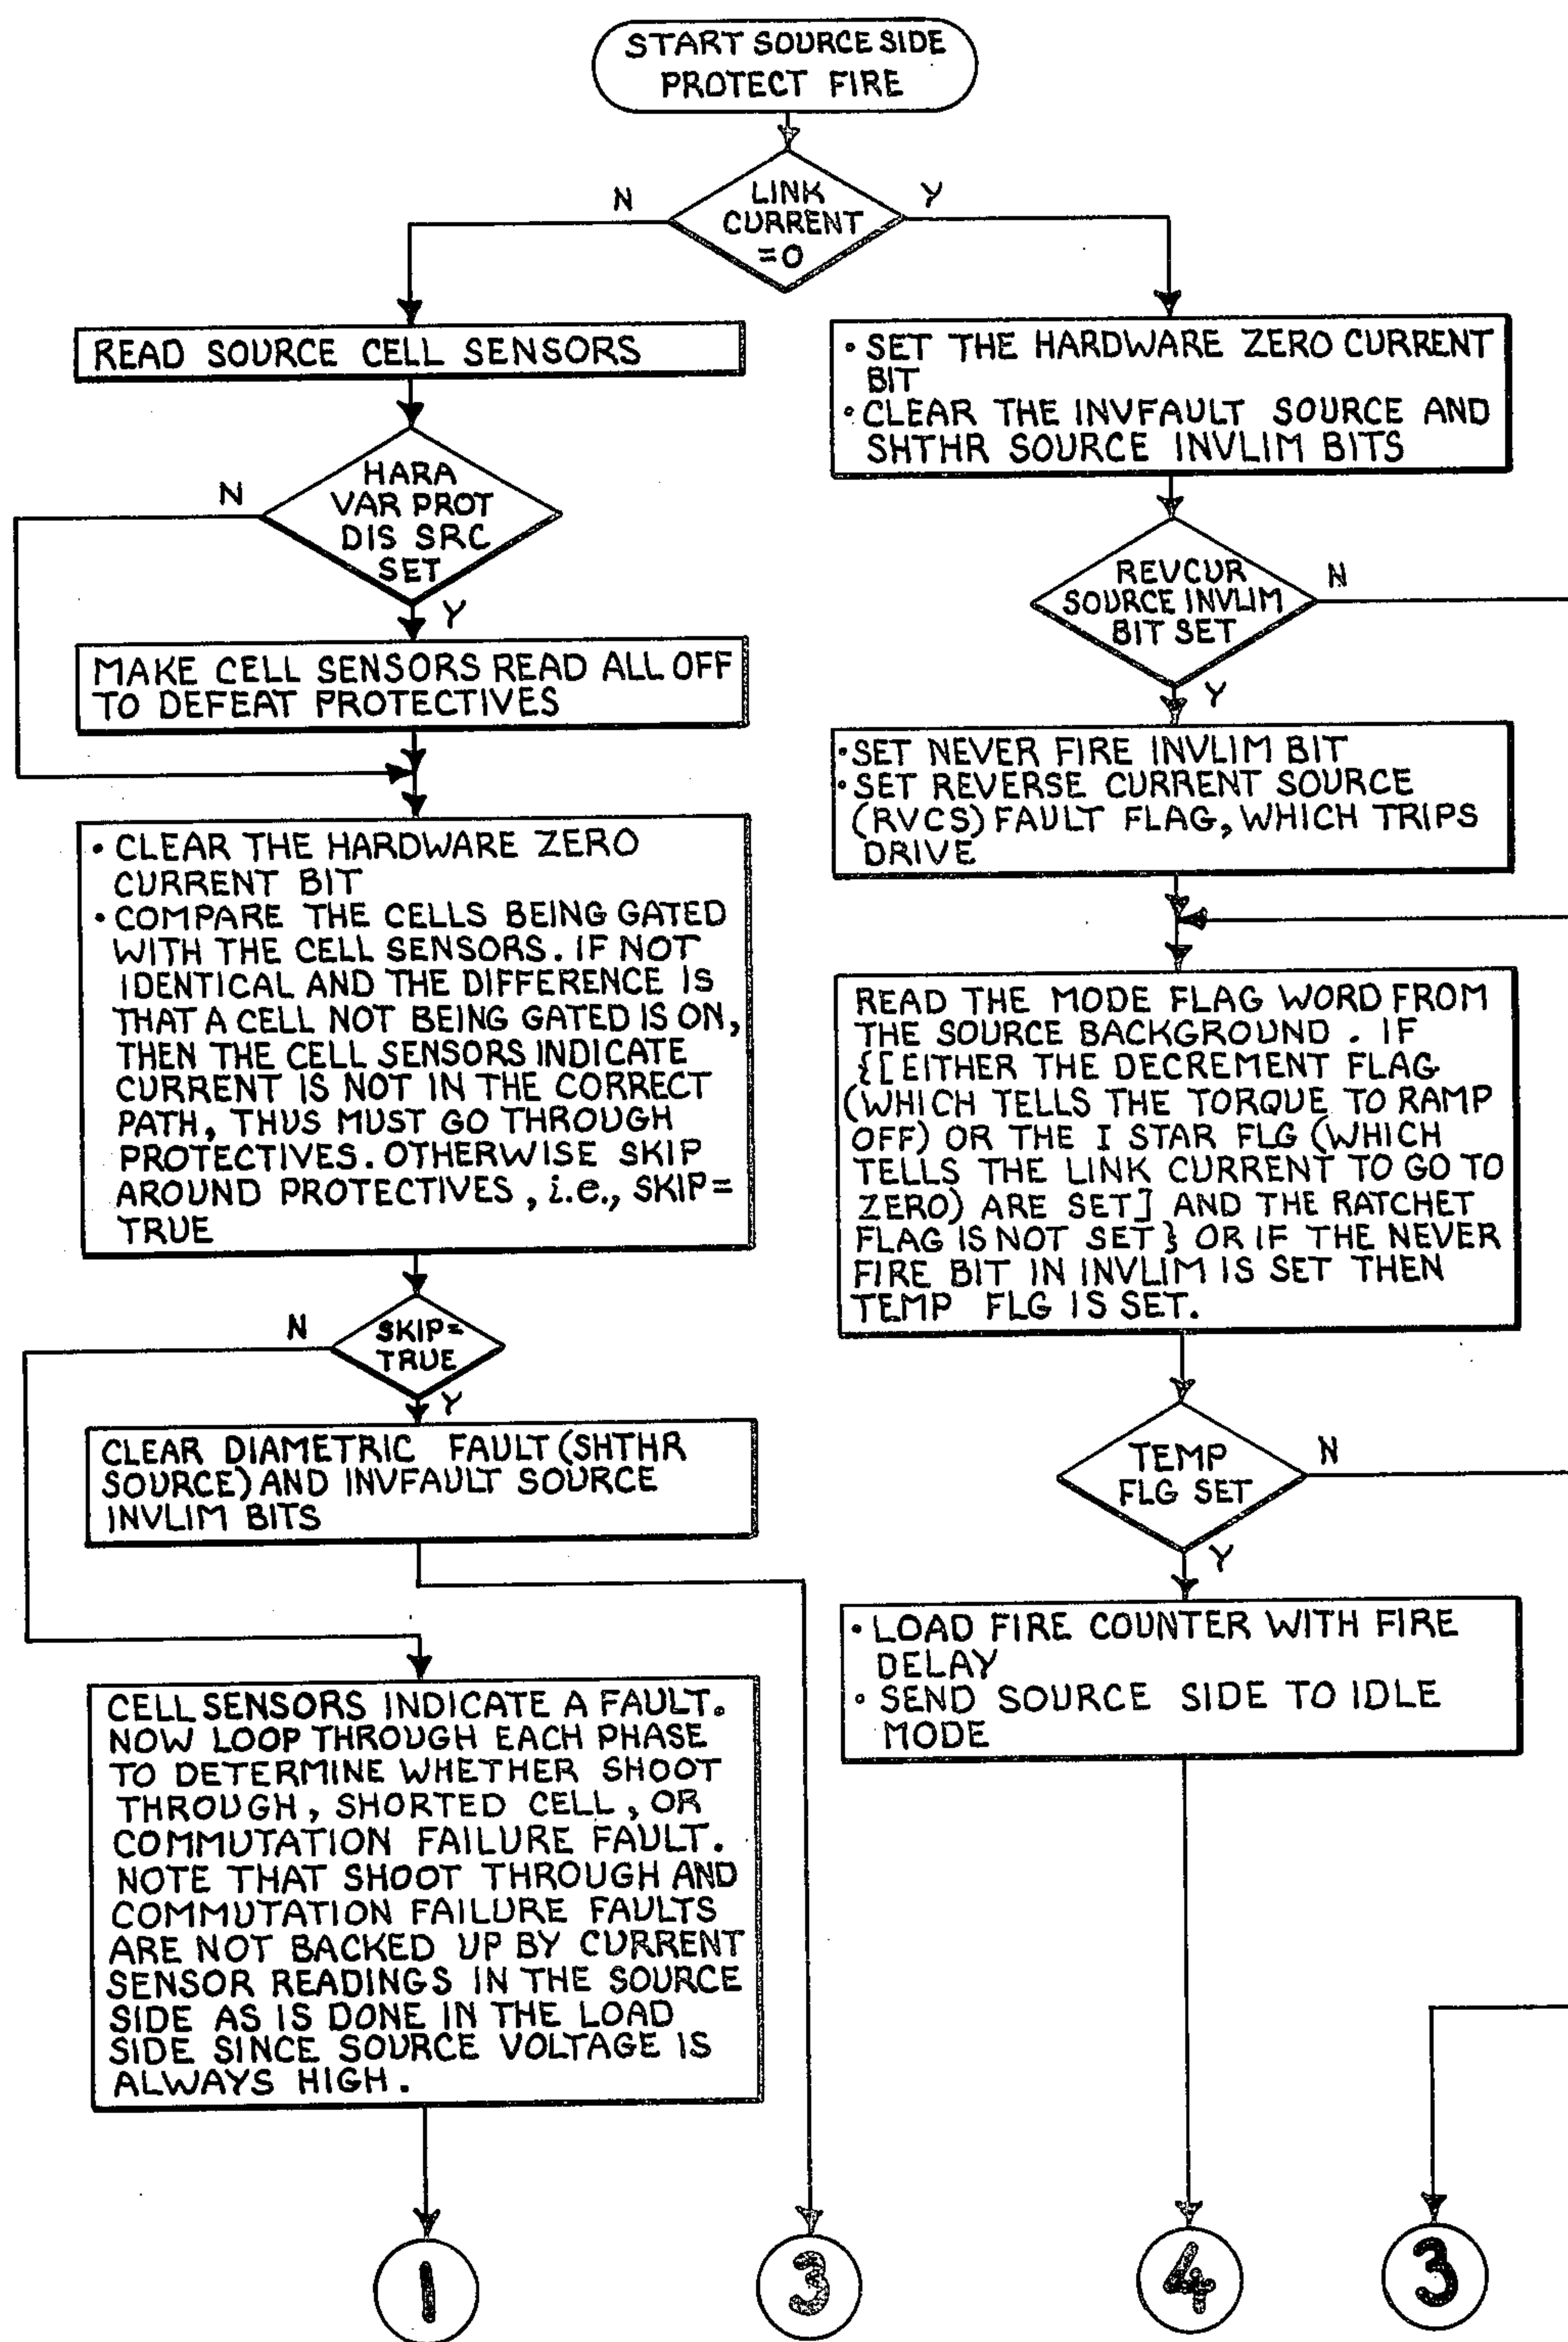 START SOURCE SIDE
PROTECT FIRE
LINK
CURRENT
=0
N
Y
READ SOURCE CELL SENSORS
HARA
VAR PROT
DIS SRC
SET
N
Y
MAKE CELL SENSORS READ ALL OFF
TO DEFEAT PROTECTIVES
• CLEAR THE HARDWARE ZERO
CURRENT BIT
• COMPARE THE CELLS BEING GATED
WITH THE CELL SENSORS. IF NOT
IDENTICAL AND THE DIFFERENCE IS
THAT A CELL NOT BEING GATED IS ON,
THEN THE CELL SENSORS INDICATE
CURRENT IS NOT IN THE CORRECT
PATH, THUS MUST GO THROUGH
PROTECTIVES. OTHERWISE SKIP
AROUND PROTECTIVES, i.e., SKIP=
TRUE
SKIP=
TRUE
N
Y
CLEAR DIAMETRIC FAULT (SHTHR
SOURCE) AND INVFAULT SOURCE
INVLIM BITS
CELL SENSORS INDICATE A FAULT.
NOW LOOP THROUGH EACH PHASE
TO DETERMINE WHETHER SHOOT
THROUGH, SHORTED CELL, OR
COMMUTATION FAILURE FAULT.
NOTE THAT SHOOT THROUGH AND
COMMUTATION FAILURE FAULTS
ARE NOT BACKED UP BY CURRENT
SENSOR READINGS IN THE SOURCE
SIDE AS IS DONE IN THE LOAD
SIDE SINCE SOURCE VOLTAGE IS
ALWAYS HIGH.
1
3
• SET THE HARDWARE ZERO CURRENT
BIT
• CLEAR THE INVFAULT SOURCE AND
SHTHR SOURCE INVLIM BITS
REVCUR
SOURCE INVLIM
BIT SET
N
Y
• SET NEVER FIRE INVLIM BIT
• SET REVERSE CURRENT SOURCE
(RVCS) FAULT FLAG, WHICH TRIPS
DRIVE
READ THE MODE FLAG WORD FROM
THE SOURCE BACKGROUND. IF
{[EITHER THE DECREMENT FLAG
(WHICH TELLS THE TORQUE TO RAMP
OFF) OR THE I STAR FLG (WHICH
TELLS THE LINK CURRENT TO GO TO
ZERO) ARE SET] AND THE RATCHET
FLAG IS NOT SET} OR IF THE NEVER
FIRE BIT IN INVLIM IS SET THEN
TEMP FLG IS SET.
TEMP
FLG SET
N
Y
• LOAD FIRE COUNTER WITH FIRE
DELAY
• SEND SOURCE SIDE TO IDLE
MODE
4
3